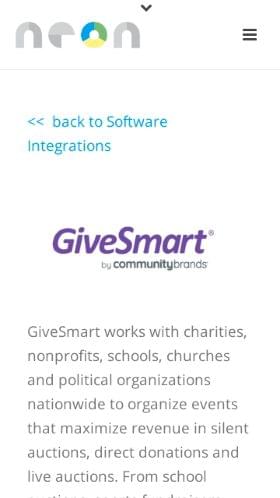 neon
<< back to Software
Integrations
GiveSmart®
by communitybrands
GiveSmart works with charities,
nonprofits, schools, churches
and political organizations
nationwide to organize events
that maximize revenue in silent
auctions, direct donations and
live auctions. From school